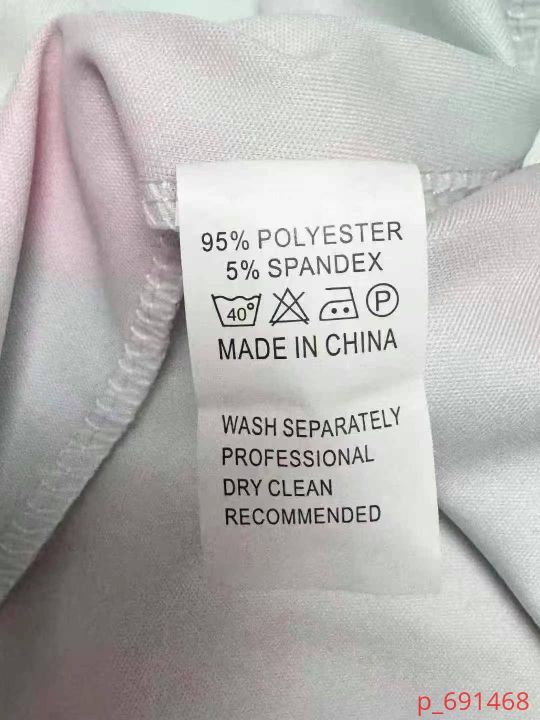 95% POLYESTER
5% SPANDEX
40° P
MADE IN CHINA
WASH SEPARATELY
PROFESSIONAL
DRY CLEAN
RECOMMENDED
p_691468